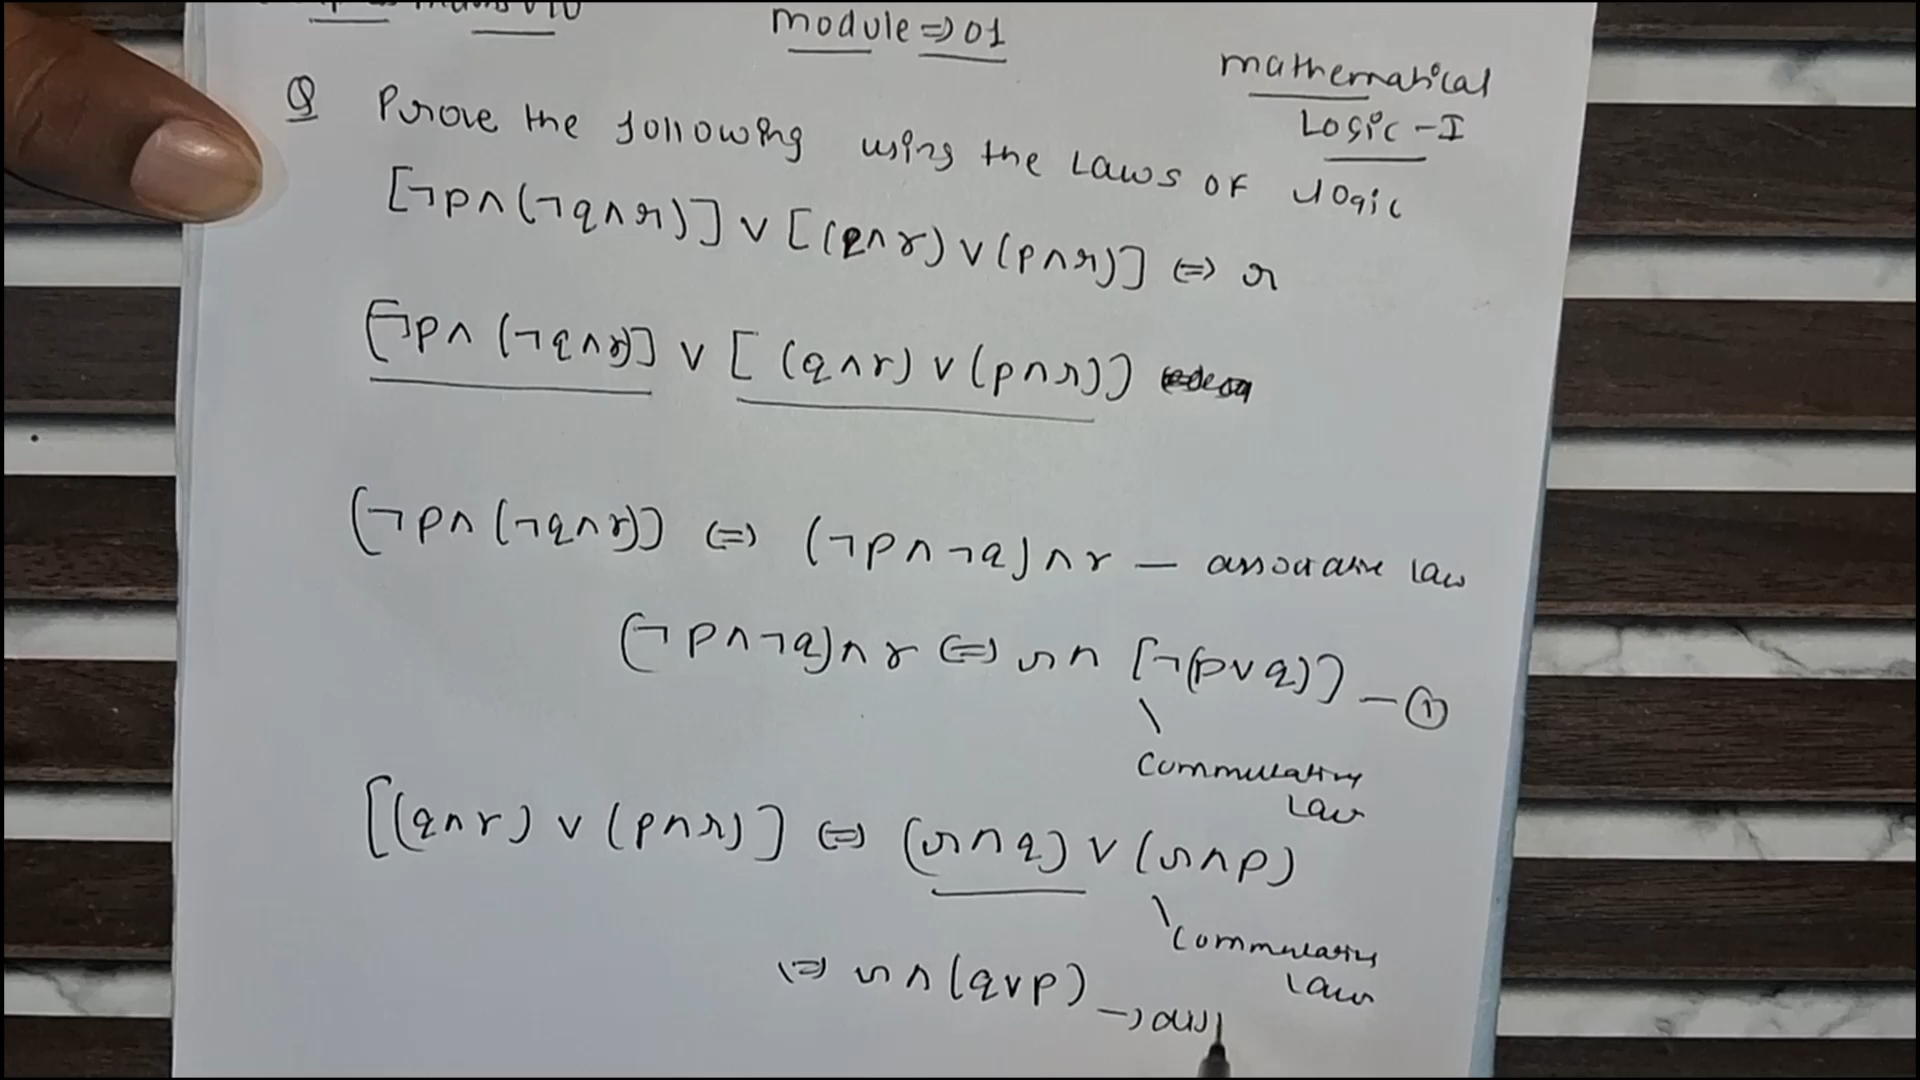 module ⇒ 01
mathematical
Logic - I
Q Prove the following using the Laws of logic
[¬p∧(¬q∧r)] ∨ [(q∧r) ∨ (p∧r)] ⇔ r
[¬p∧ (¬q∧r)] ∨ [ (q∧r) ∨ (p∧r)]
(¬p∧ (¬q∧r)] ⇔ (¬p∧¬q)∧r — associative law
(¬p∧¬q)∧r ⇔ r∧ [¬(p∨q)] — ①
Commutative
Law
[(q∧r) ∨ (p∧r)] ⇔ (r∧q) ∨ (r∧p)
Commutative
Law
⇔ r∧(q∨p)